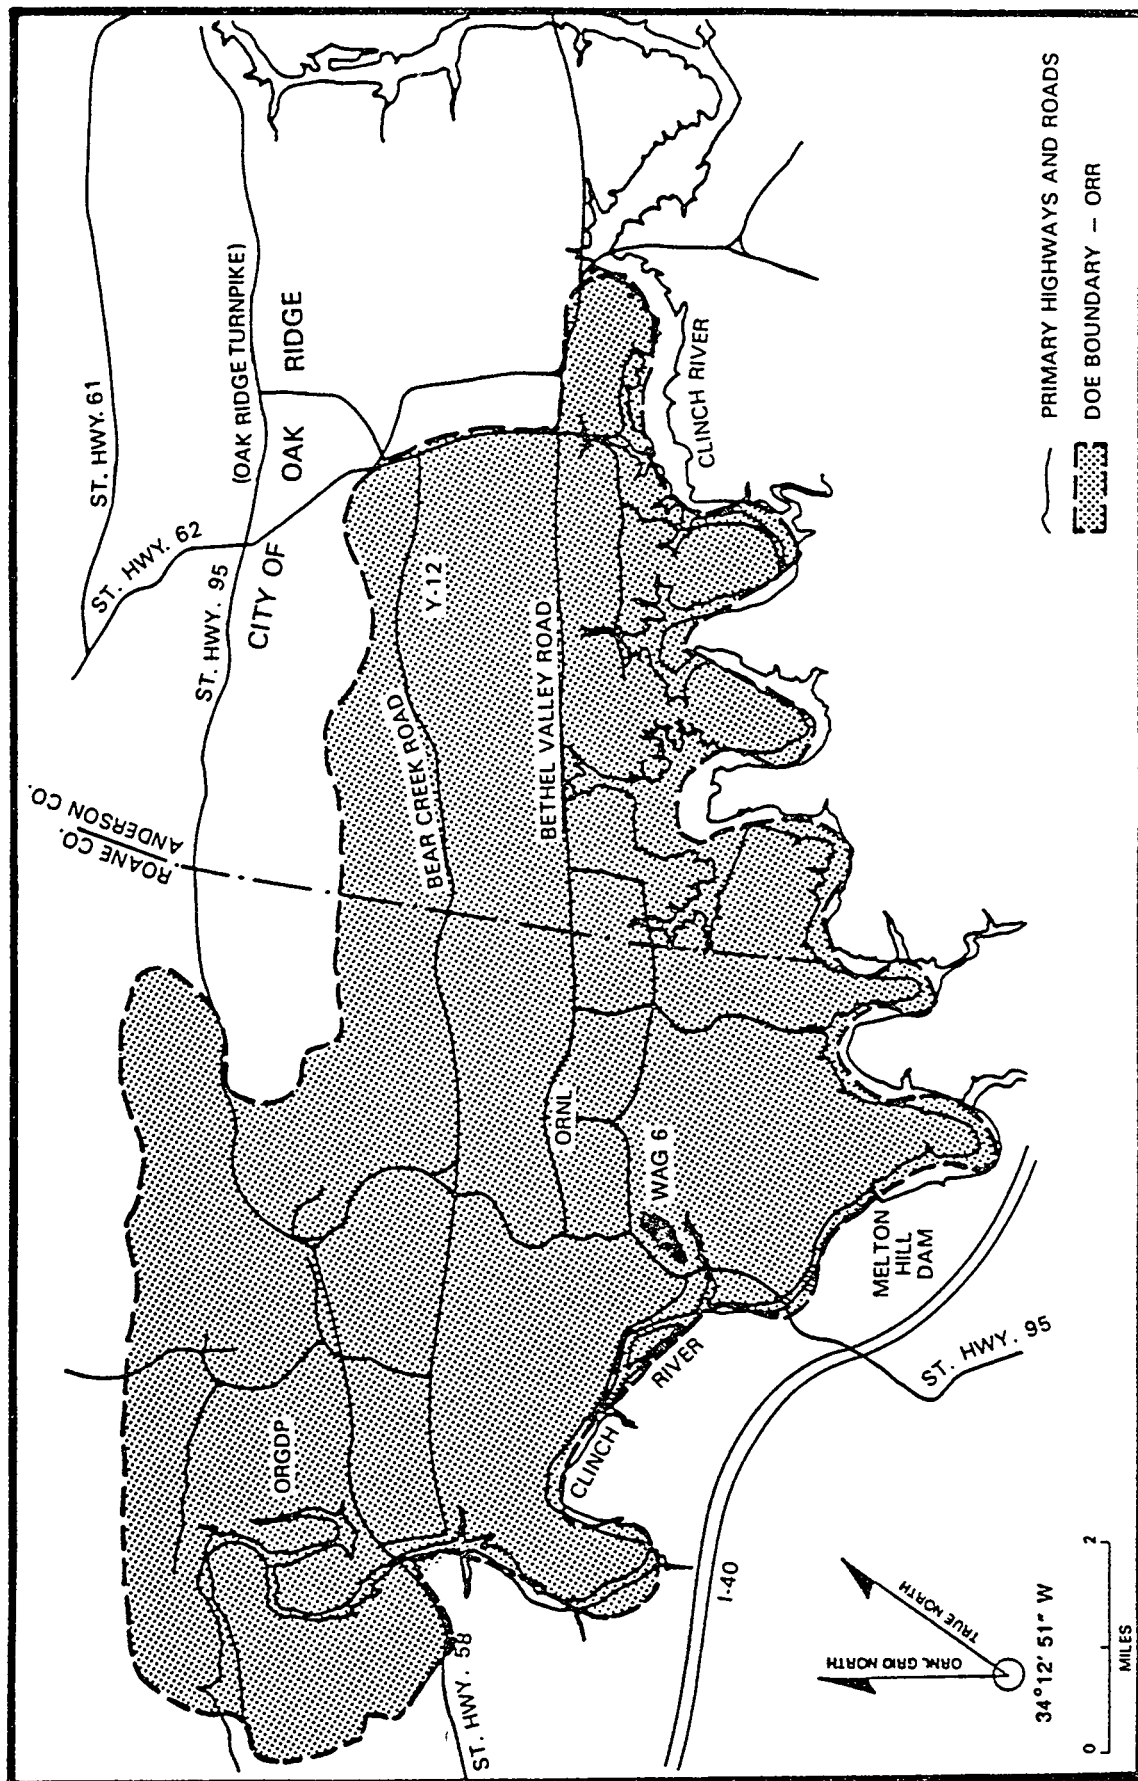 ST. HWY. 61
ST. HWY. 62
ST. HWY. 95
(OAK RIDGE TURNPIKE)
CITY OF
OAK RIDGE
ROANE CO.
ANDERSON CO.
BEAR CREEK ROAD
Y-12
BETHEL VALLEY ROAD
CLINCH RIVER
ORNL
WAG 6
ORGDP
CLINCH
RIVER
MELTON
HILL
DAM
ST. HWY. 95
ST. HWY. 58
I-40
ORNL GRID NORTH
TRUE NORTH
34°12' 51" W
0 2
MILES
PRIMARY HIGHWAYS AND ROADS
DOE BOUNDARY – ORR